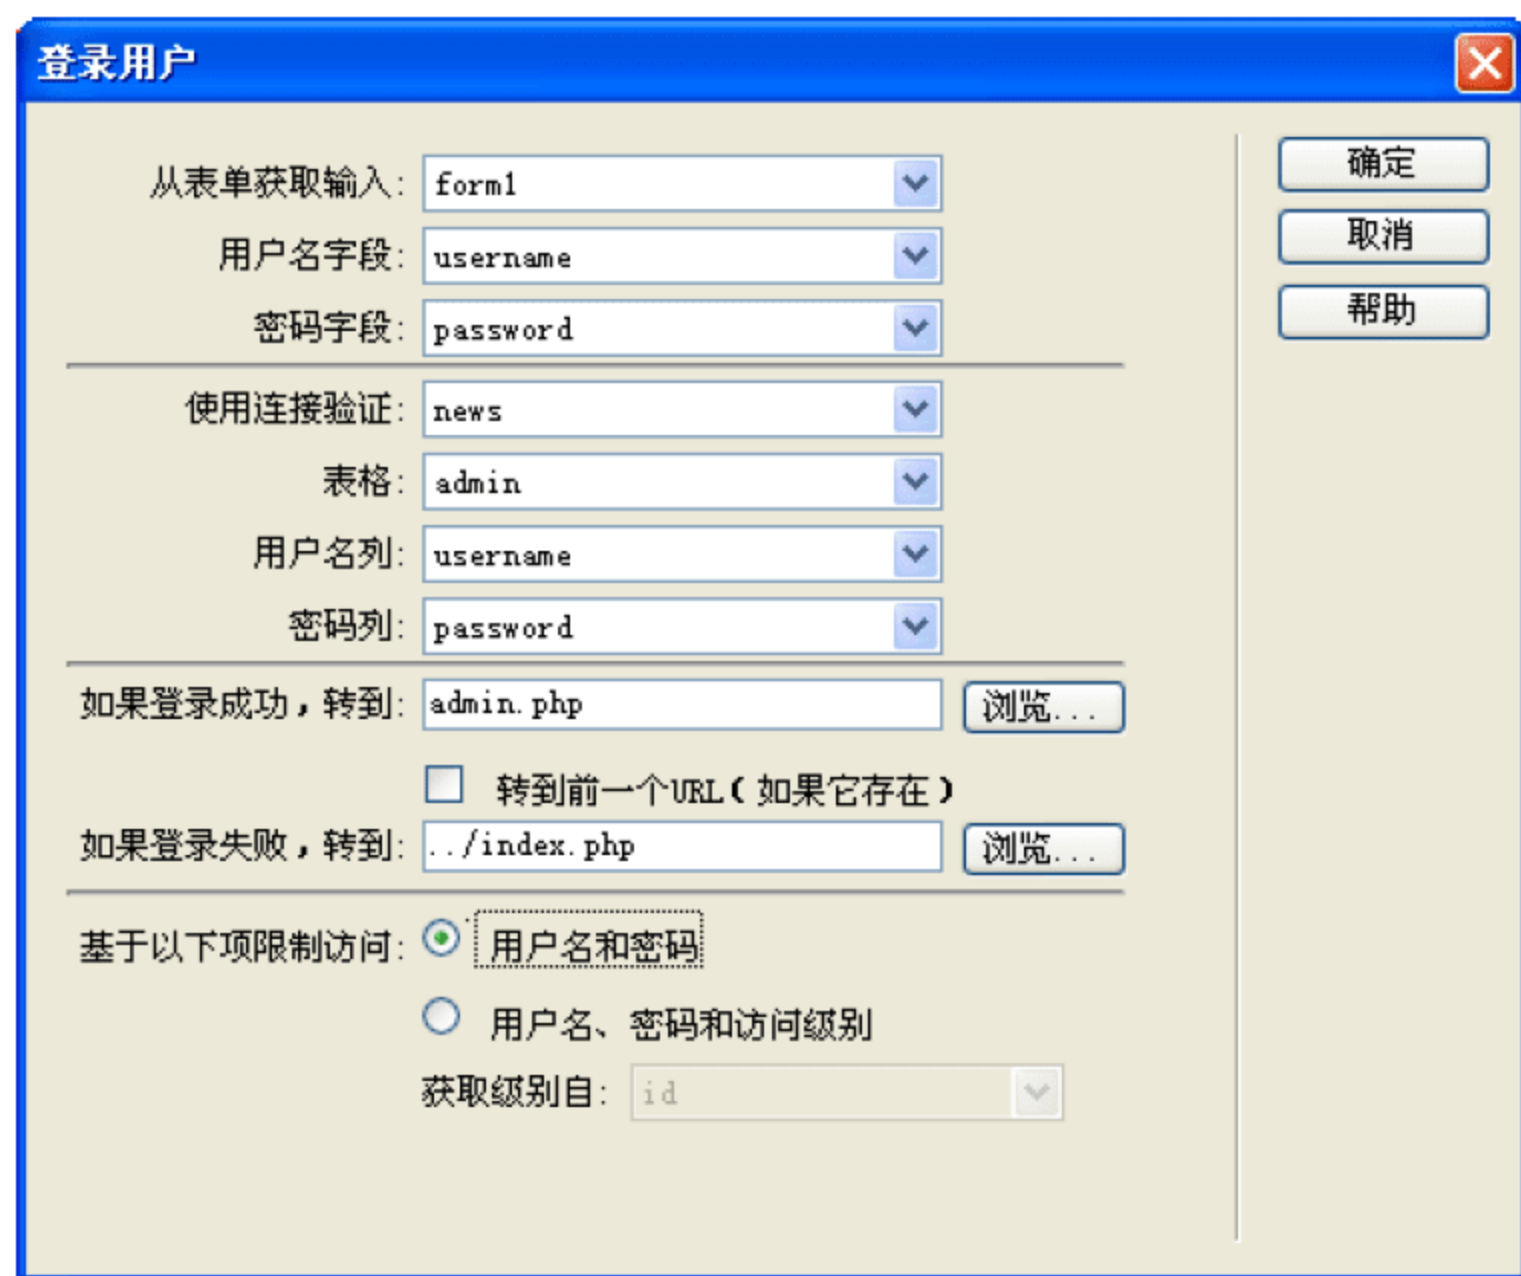 登录用户
从表单获取输入: form1
用户名字段: username
密码字段: password
使用连接验证: news
表格: admin
用户名列: username
密码列: password
如果登录成功，转到: admin.php 浏览...
转到前一个URL(如果它存在)
如果登录失败，转到: ../index.php 浏览...
基于以下项限制访问: 用户名和密码
用户名、密码和访问级别
获取级别自: id
确定
取消
帮助